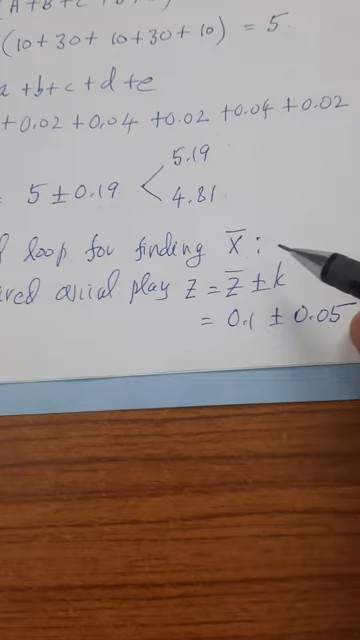 A+B+C+D+
(10+30+10+30+10) = 5
a+b+c+d+e
+0.02+0.04+0.02+0.04+0.02
= 5±0.19 < 5.19
4.81
loop for finding X̄:
axial play Z = Z̄ ± k
= 0.1 ± 0.05